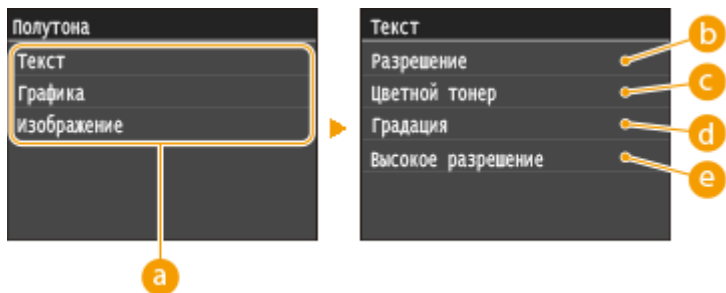 Полутона
Текст
Графика
Изображение
a
Текст
Разрешение
Цветной тонер
Градация
Высокое разрешение
b
c
d
e